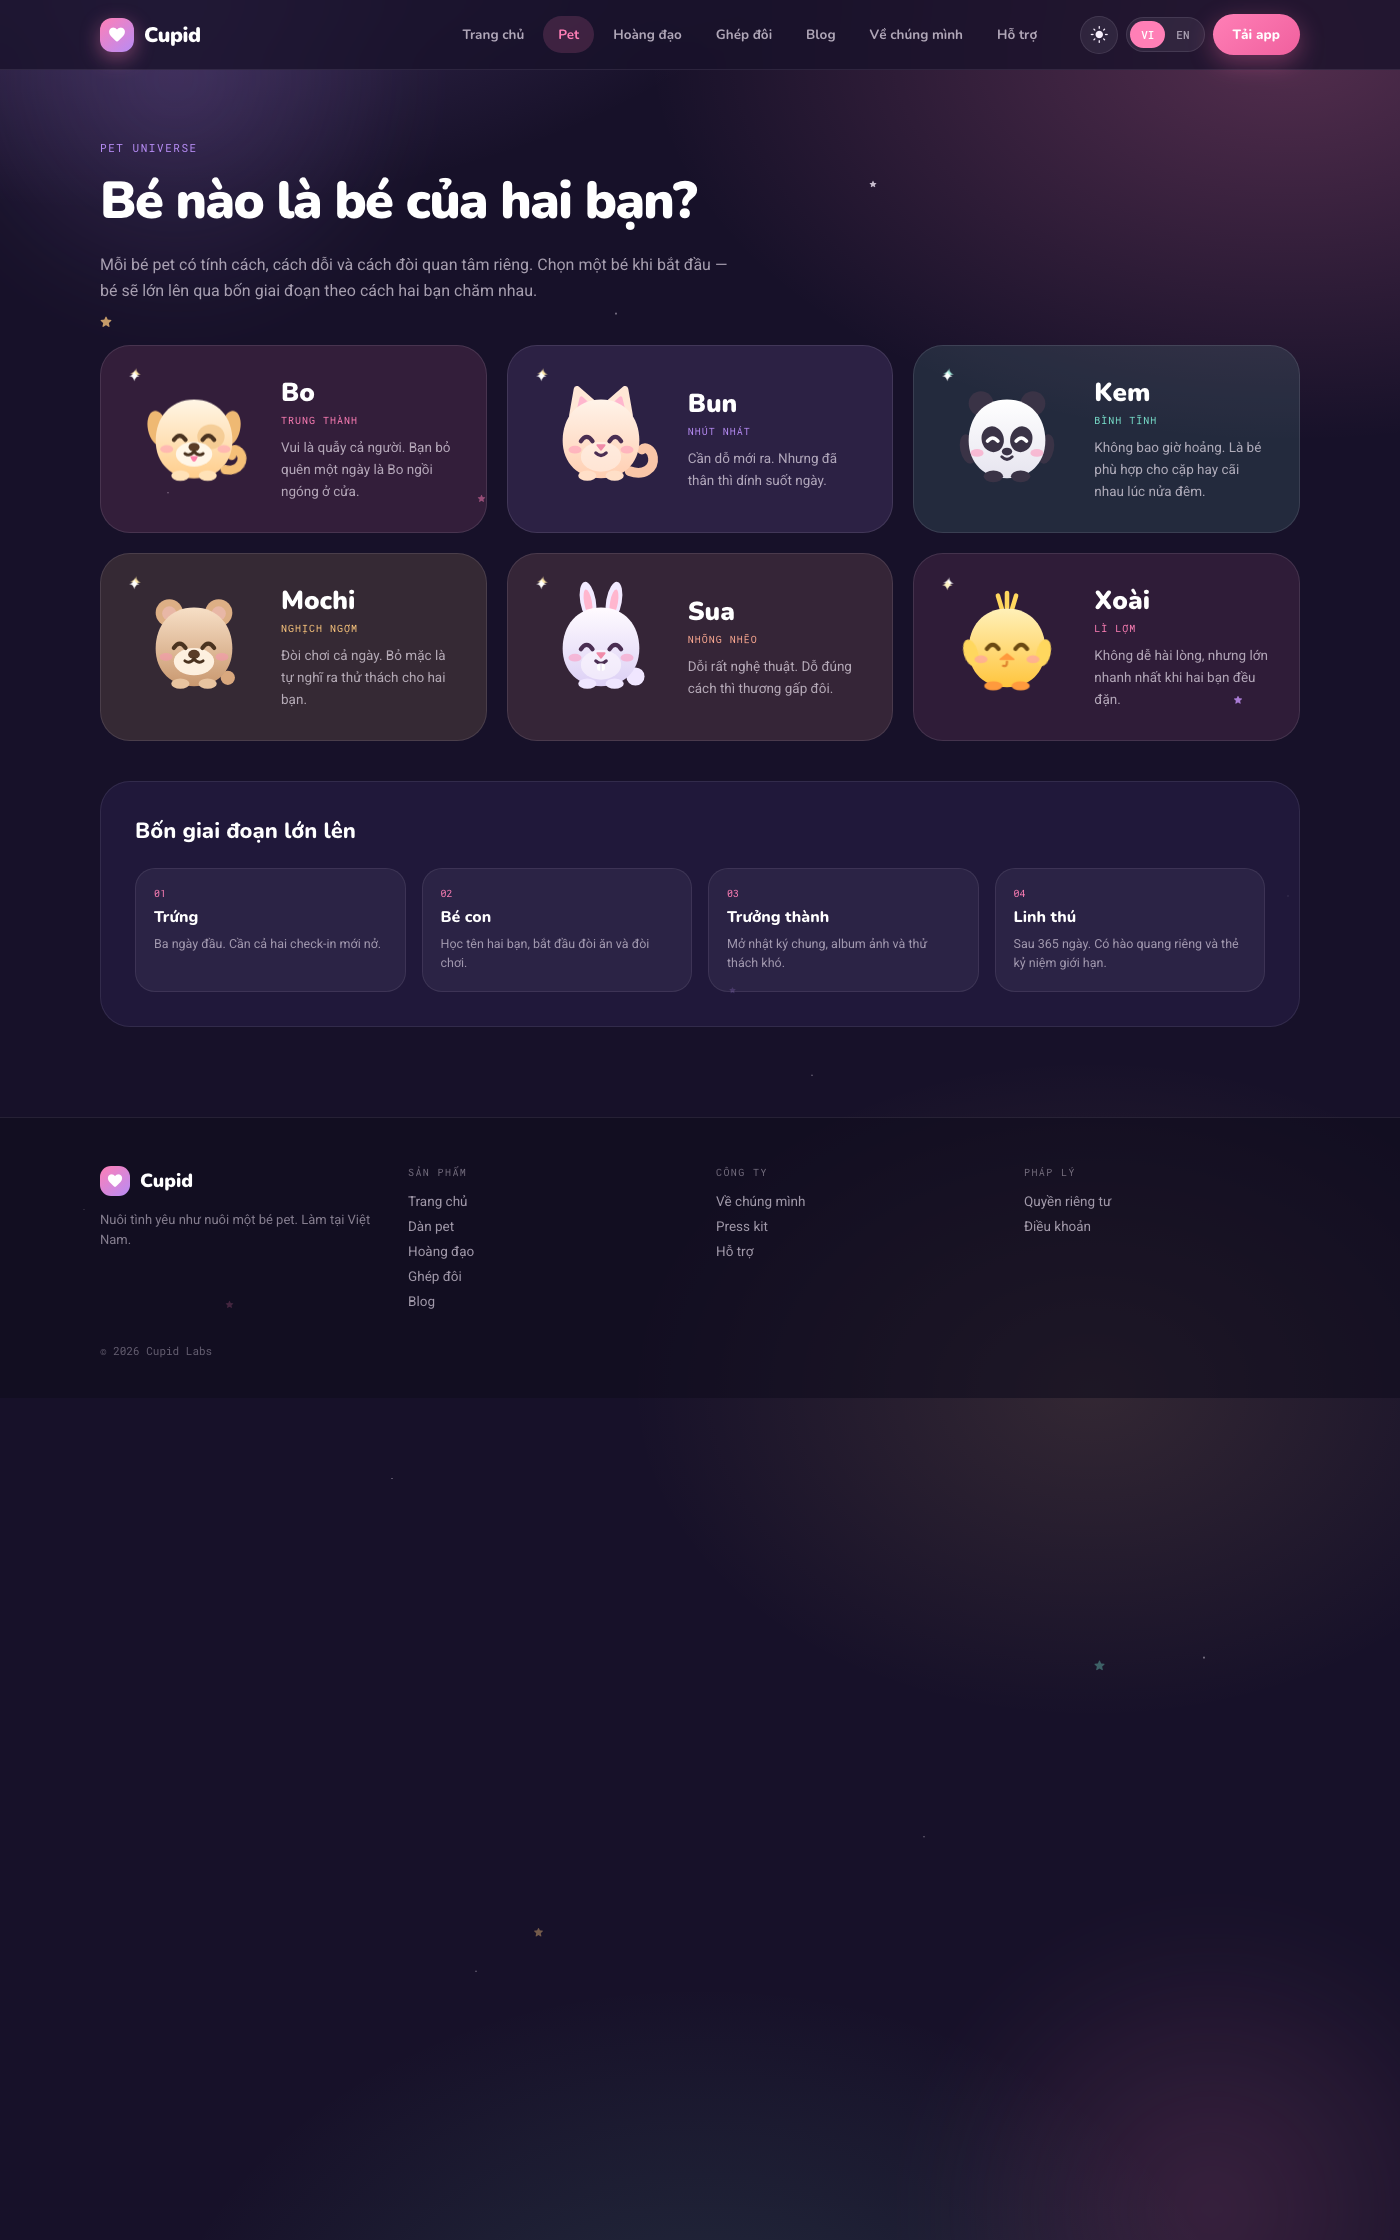 Cupid
Trang chủ
Pet
Hoàng đạo
Ghép đôi
Blog
Về chúng mình
Hỗ trợ
VI
EN
Tải app
PET UNIVERSE
Bé nào là bé của hai bạn?
Mỗi bé pet có tính cách, cách dỗi và cách đòi quan tâm riêng. Chọn một bé khi bắt đầu —
bé sẽ lớn lên qua bốn giai đoạn theo cách hai bạn chăm nhau.
Bo
TRUNG THÀNH
Vui là quẫy cả người. Bạn bỏ
quên một ngày là Bo ngồi
ngóng ở cửa.
Bun
NHÚT NHÁT
Cần dỗ mới ra. Nhưng đã
thân thì dính suốt ngày.
Kem
BÌNH TĨNH
Không bao giờ hoảng. Là bé
phù hợp cho cặp hay cãi
nhau lúc nửa đêm.
Mochi
NGHỊCH NGỢM
Đòi chơi cả ngày. Bỏ mặc là
tự nghĩ ra thử thách cho hai
bạn.
Sua
NHÕNG NHẼO
Dỗi rất nghệ thuật. Dỗ đúng
cách thì thương gấp đôi.
Xoài
LÌ LỢM
Không dễ hài lòng, nhưng lớn
nhanh nhất khi hai bạn đều
đặn.
Bốn giai đoạn lớn lên
01
Trứng
Ba ngày đầu. Cần cả hai check-in mới nở.
02
Bé con
Học tên hai bạn, bắt đầu đòi ăn và đòi
chơi.
03
Trưởng thành
Mở nhật ký chung, album ảnh và thử
thách khó.
04
Linh thú
Sau 365 ngày. Có hào quang riêng và thẻ
kỷ niệm giới hạn.
Cupid
Nuôi tình yêu như nuôi một bé pet. Làm tại Việt
Nam.
SẢN PHẨM
Trang chủ
Dàn pet
Hoàng đạo
Ghép đôi
Blog
CÔNG TY
Về chúng mình
Press kit
Hỗ trợ
PHÁP LÝ
Quyền riêng tư
Điều khoản
© 2026 Cupid Labs